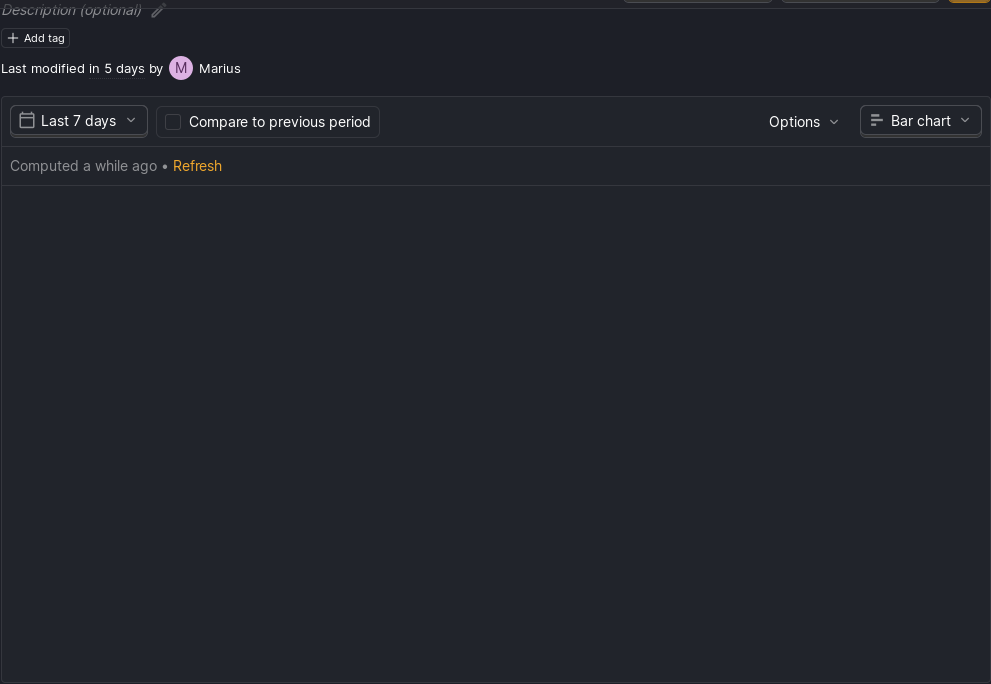 Description (optional)
Add tag
Last modified in 5 days by M Marius
Last 7 days Compare to previous period Options Bar chart
Computed a while ago • Refresh